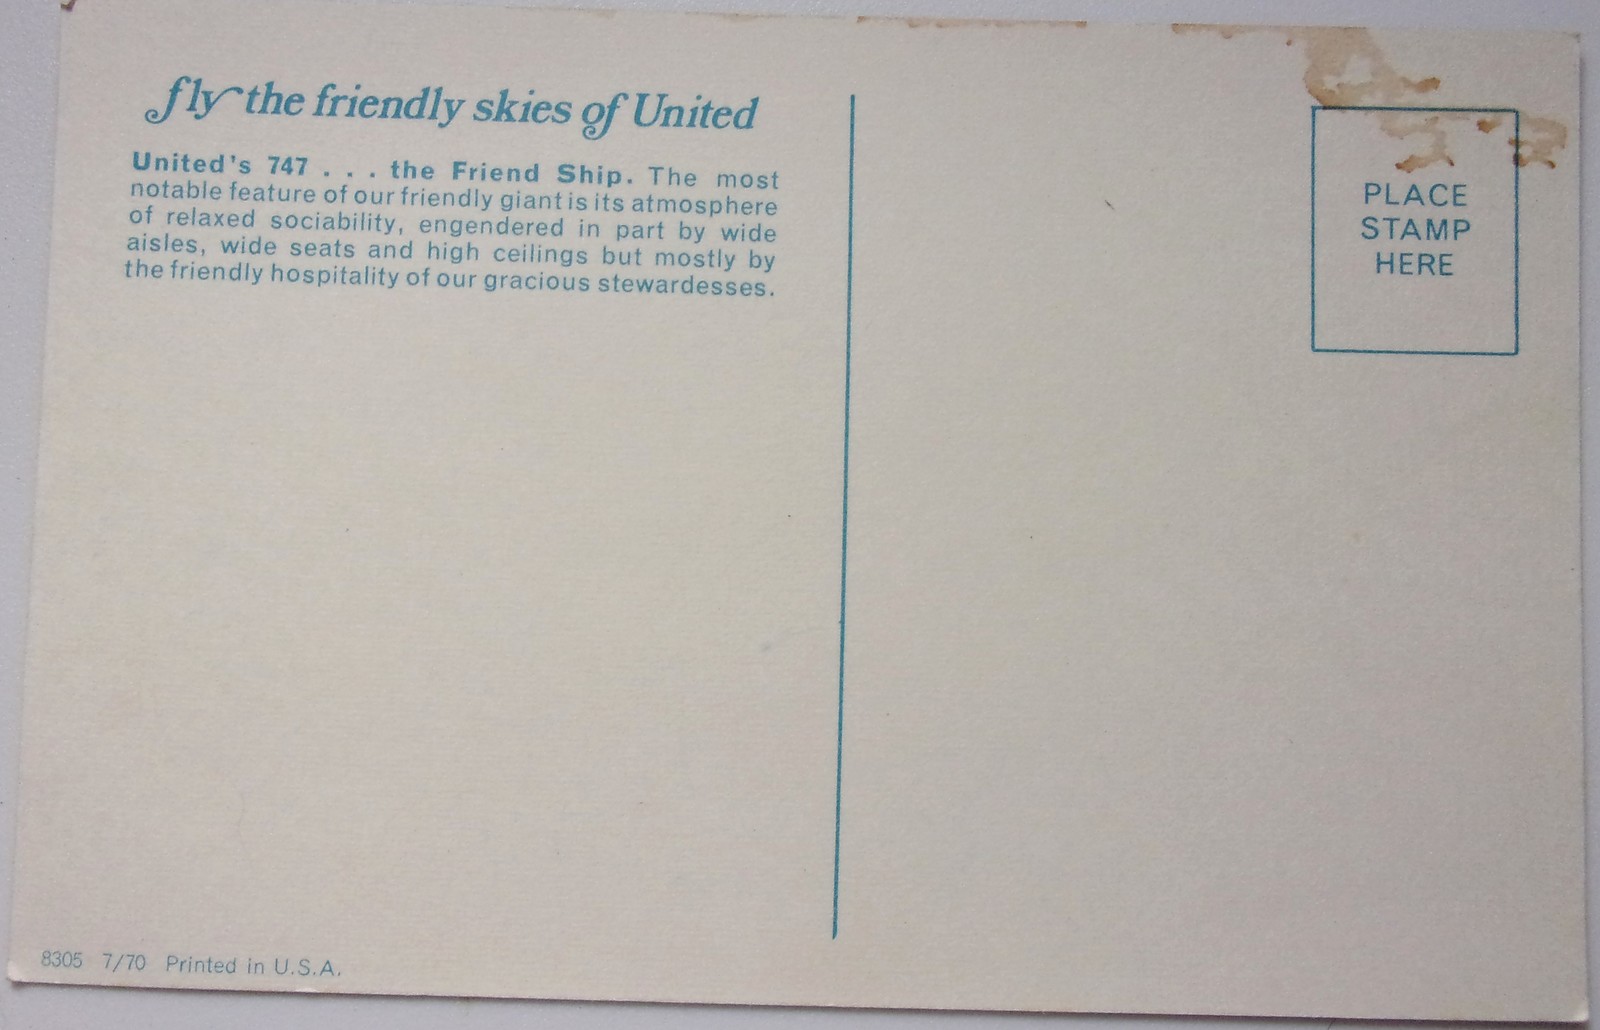 fly the friendly skies of United
United's 747 . . . the Friend Ship. The most
notable feature of our friendly giant is its atmosphere
of relaxed sociability, engendered in part by wide
aisles, wide seats and high ceilings but mostly by
the friendly hospitality of our gracious stewardesses.
PLACE
STAMP
HERE
8305 7/70 Printed in U.S.A.